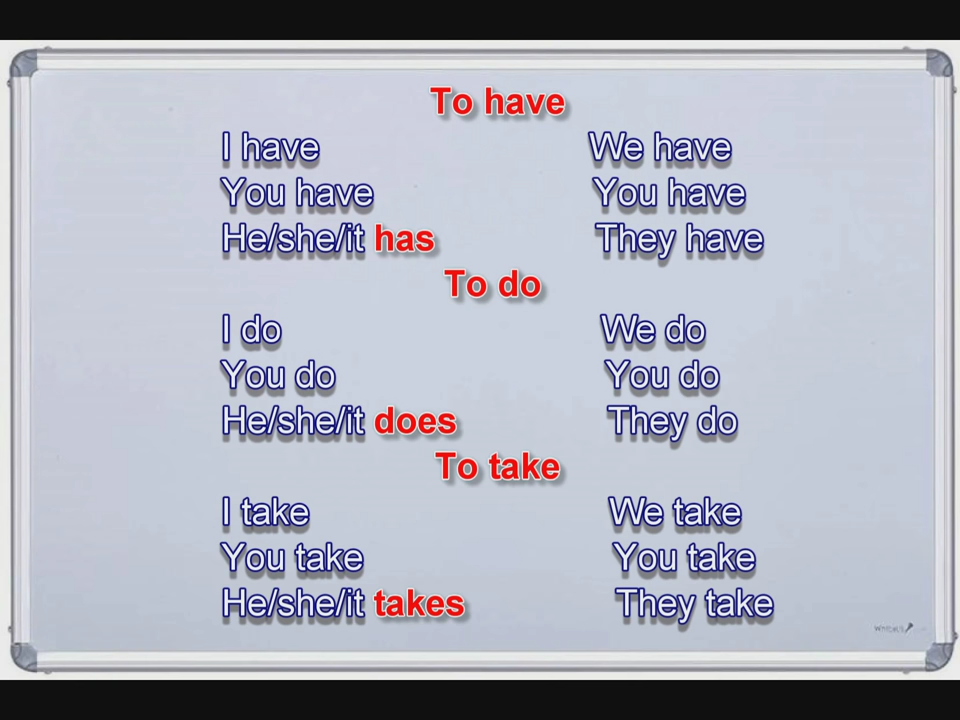 To have
I have We have
You have You have
He/she/it has They have
To do
I do We do
You do You do
He/she/it does They do
To take
I take We take
You take You take
He/she/it takes They take